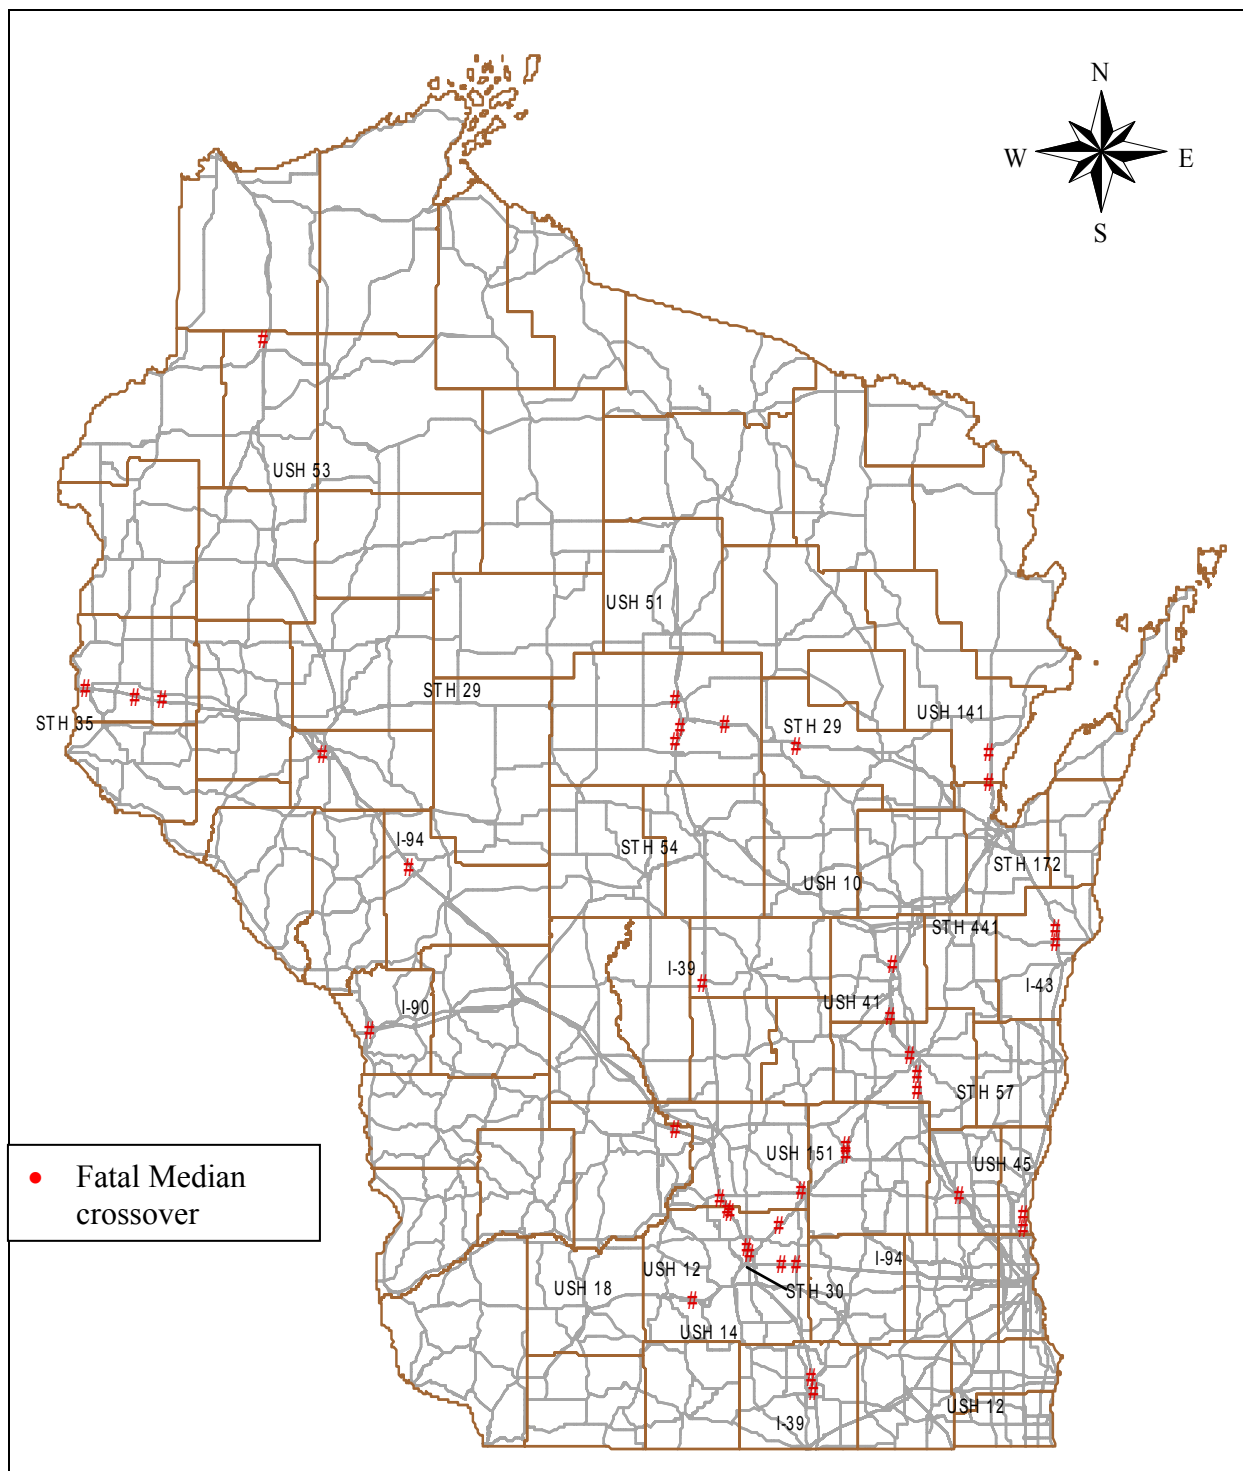 N
W
E
S
USH 53
USH 51
STH 29
STH 35
STH 29
USH 141
I-94
STH 54
STH 172
USH 10
STH 441
I-39
I-43
USH 41
I-90
STH 57
USH 151
USH 45
Fatal Median
crossover
I-94
USH 12
USH 18
STH 30
USH 14
USH 12
I-39